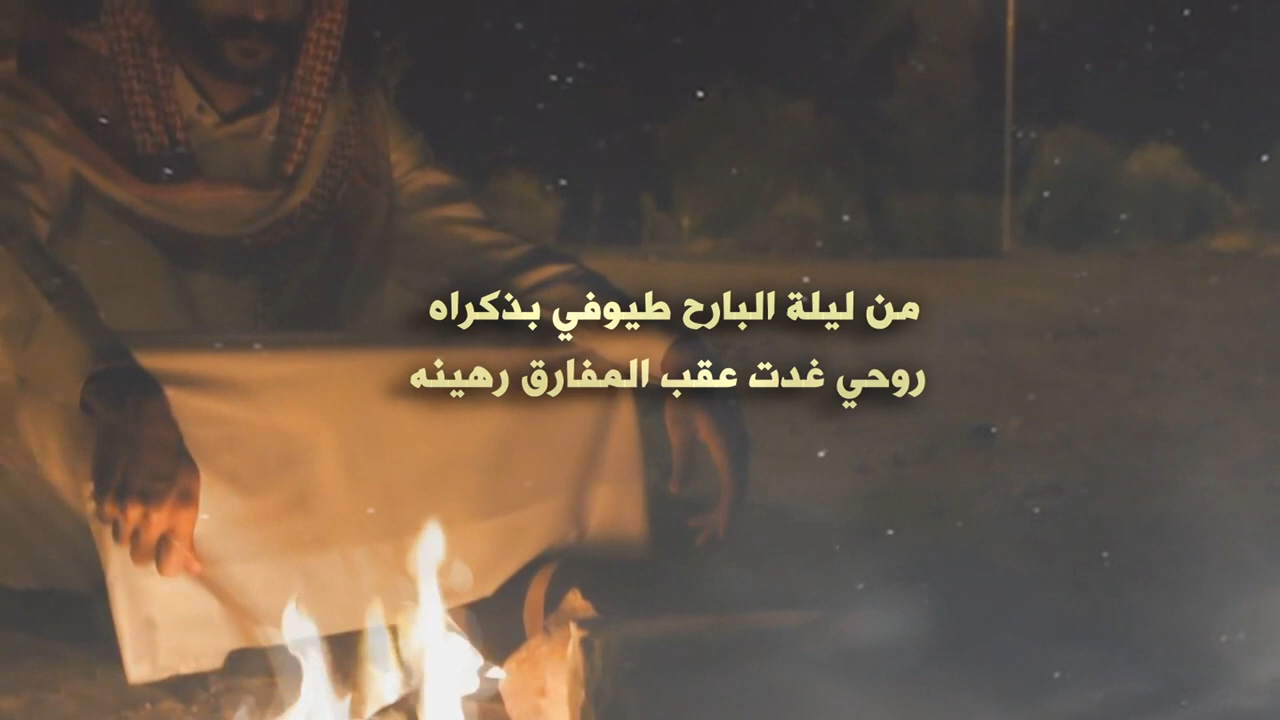 من ليلة البارح طيوفي بذكراه
روحي غدت عقب المفارق رهينه